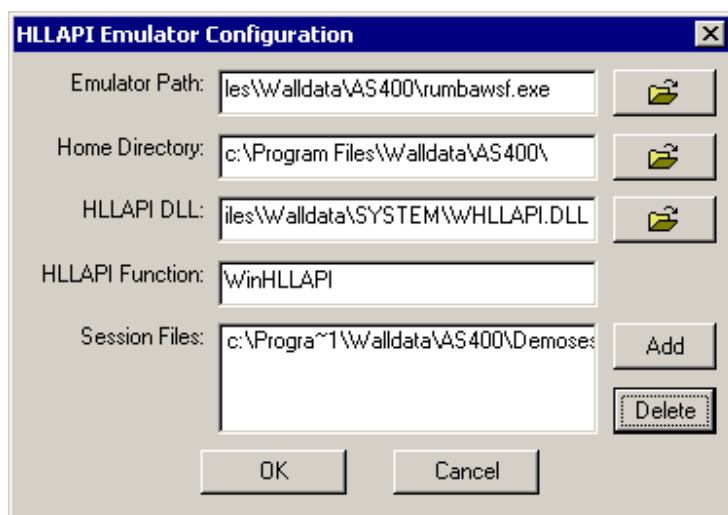 HLLAPI Emulator Configuration
Emulator Path: les\Walldata\AS400\rumbawsf.exe
Home Directory: c:\Program Files\Walldata\AS400\
HLLAPI DLL: iles\Walldata\SYSTEM\WHLLAPI.DLL
HLLAPI Function: WinHLLAPI
Session Files: c:\Progra~1\Walldata\AS400\Demoses Add
Delete
OK Cancel